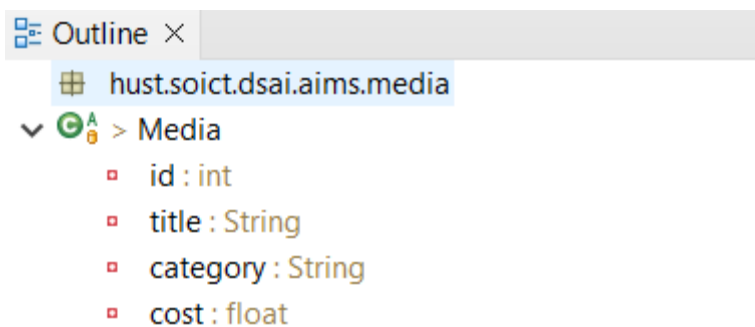 Outline
hust.soict.dsai.aims.media
> Media
id : int
title : String
category : String
cost : float